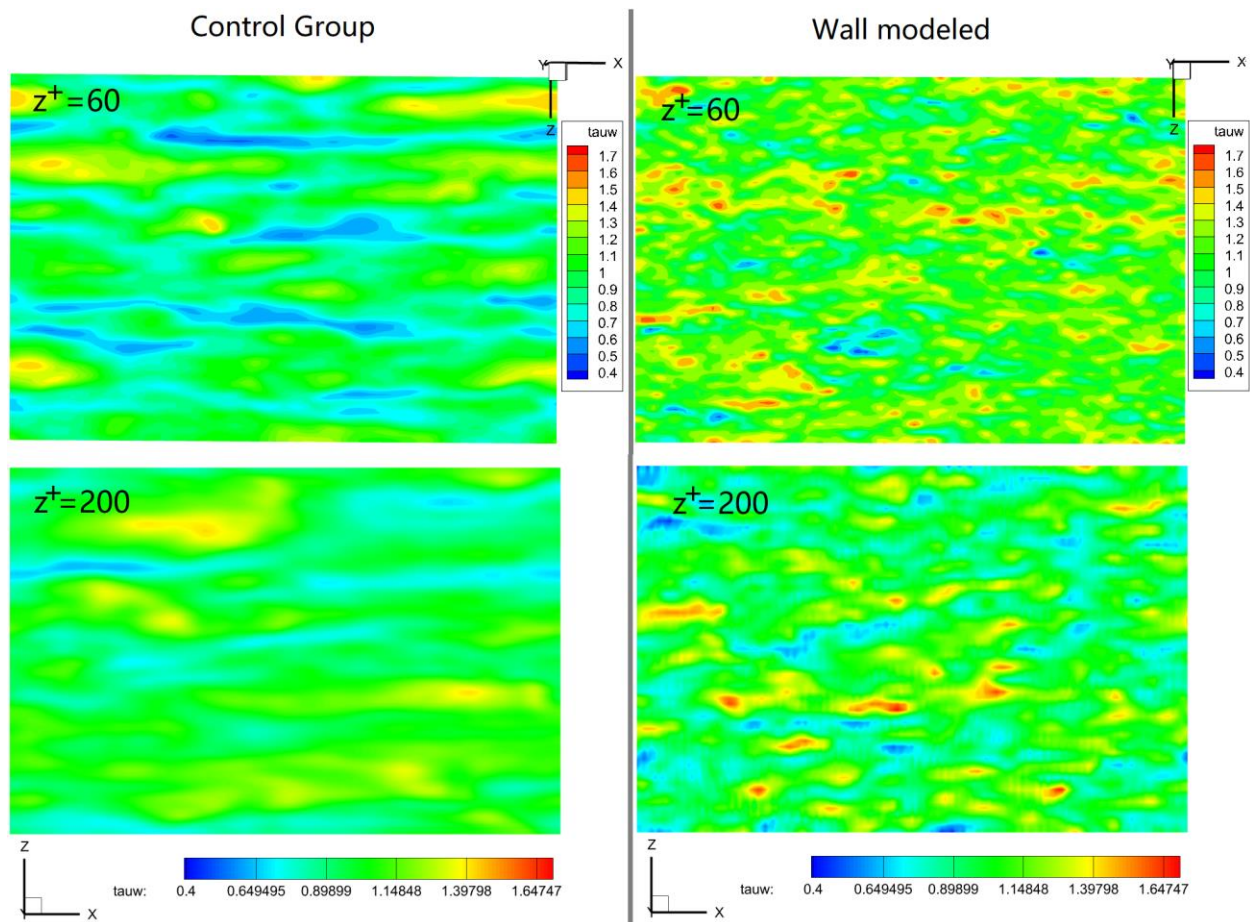 Control Group
Wall modeled
Y X
Z
Y X
Z
z+=60
z+=60
tauw
1.7
1.6
1.5
1.4
1.3
1.2
1.1
1
0.9
0.8
0.7
0.6
0.5
0.4
tauw
1.7
1.6
1.5
1.4
1.3
1.2
1.1
1
0.9
0.8
0.7
0.6
0.5
0.4
z+=200
z+=200
Z
Y X
tauw: 0.4 0.649495 0.89899 1.14848 1.39798 1.64747
Z
Y X
tauw: 0.4 0.649495 0.89899 1.14848 1.39798 1.64747